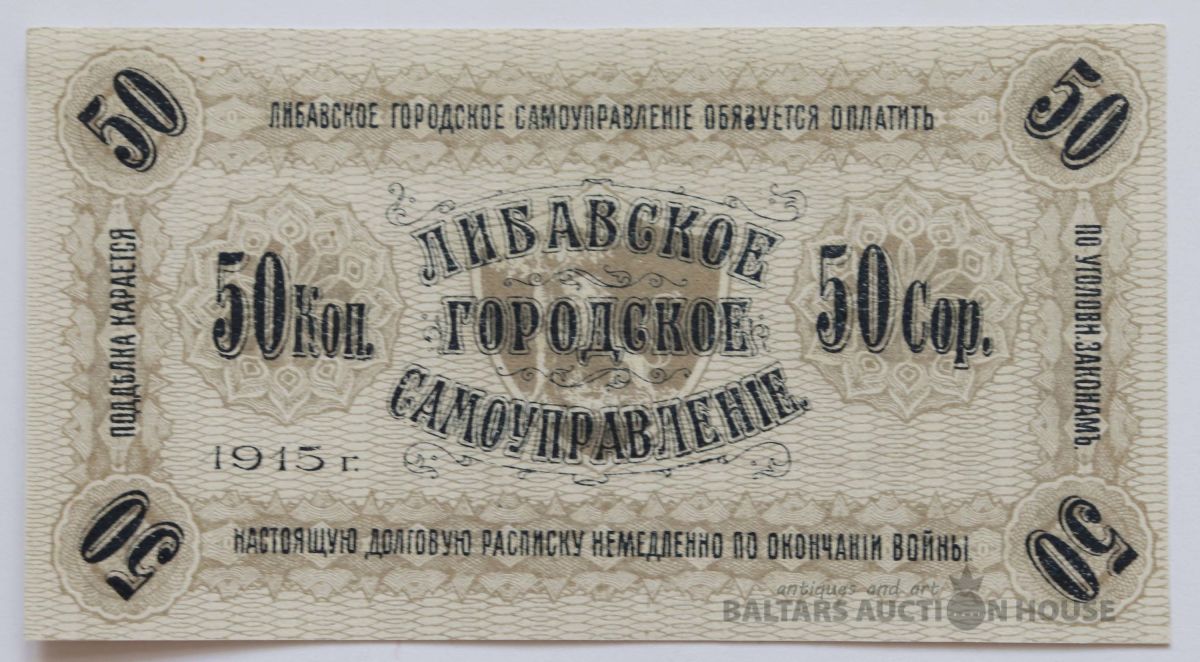 50
50
ЛИБАВСКОЕ ГОРОДСКОЕ САМОУПРАВЛЕНІЕ ОБЯЗУЕТСЯ ОПЛАТИТЬ
ПОДДѢЛКА КАРАЕТСЯ
50 Коп.
ЛИБАВСКОЕ
ГОРОДСКОЕ
САМОУПРАВЛЕНІЕ.
50 Сор.
ПО УГОЛОВН. ЗАКОНАМЪ.
1915 г.
НАСТОЯЩУЮ ДОЛГОВУЮ РАСПИСКУ НЕМЕДЛЕННО ПО ОКОНЧАНІИ ВОЙНЫ
50
50
antiques and art
BALTARS AUCTION HOUSE